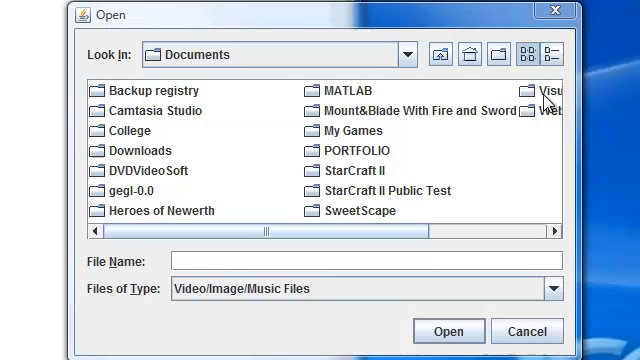 Open
Look In: Documents
Backup registry
Camtasia Studio
College
Downloads
DVDVideoSoft
gegl-0.0
Heroes of Newerth
MATLAB
Mount&Blade With Fire and Sword
My Games
PORTFOLIO
StarCraft II
StarCraft II Public Test
SweetScape
Visu
File Name:
Files of Type: Video/Image/Music Files
Open Cancel